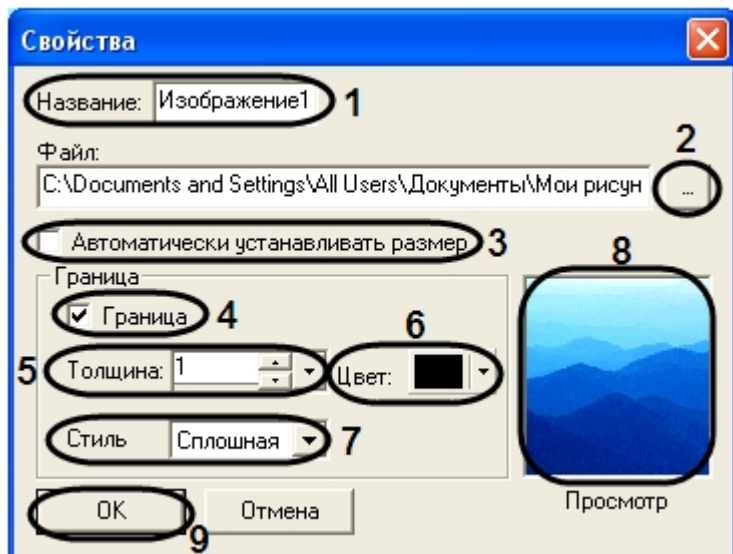 Свойства
Название: Изображение1 1
2
Файл:
C:\Documents and Settings\All Users\Документы\Мои рисун ...
Автоматически устанавливать размер 3
8
Граница
Граница 4
6
5 Толщина: 1 Цвет:
Стиль Сплошная 7
Просмотр
OK Отмена
9